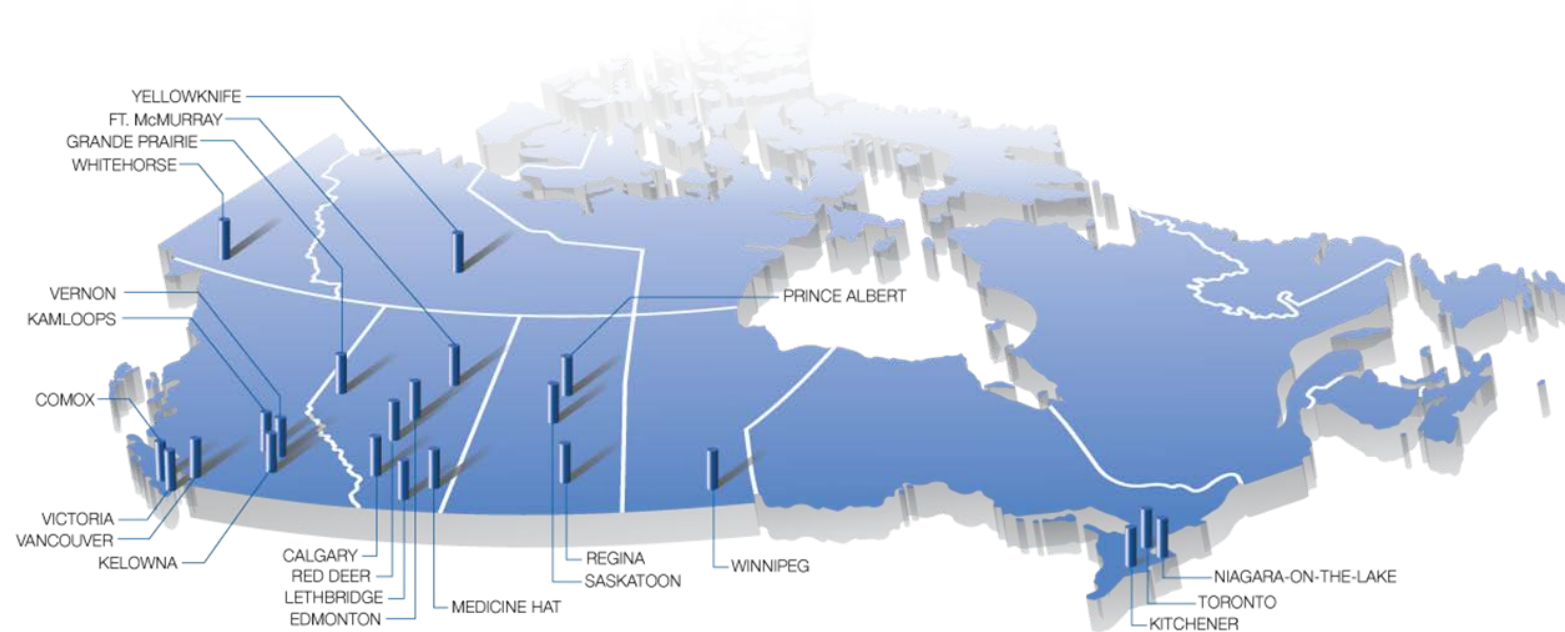 YELLOWKNIFE
FT. McMURRAY
GRANDE PRAIRIE
WHITEHORSE
VERNON
PRINCE ALBERT
KAMLOOPS
COMOX
VICTORIA
VANCOUVER
KELOWNA
CALGARY
RED DEER
LETHBRIDGE
EDMONTON
MEDICINE HAT
REGINA
SASKATOON
WINNIPEG
NIAGARA-ON-THE-LAKE
TORONTO
KITCHENER